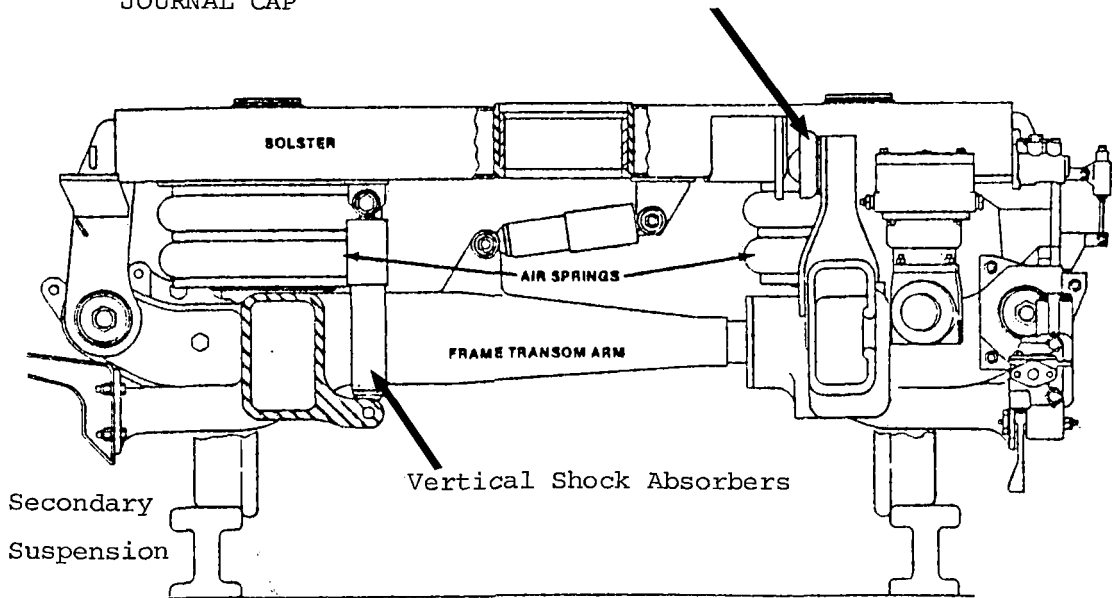 JOURNAL CAP
BOLSTER
AIR SPRINGS
FRAME TRANSOM ARM
Vertical Shock Absorbers
Secondary
Suspension